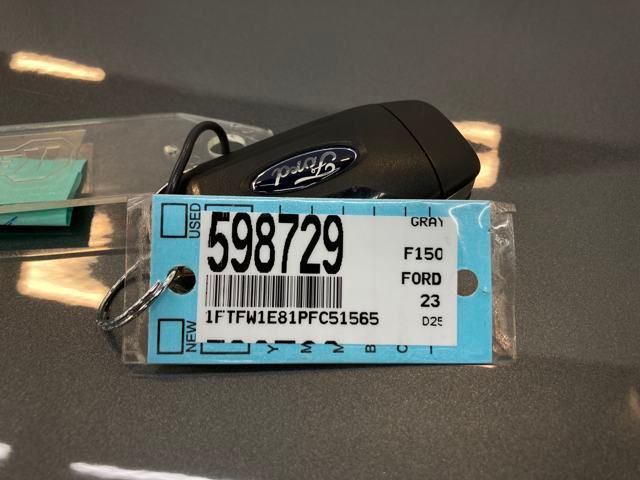 Ford
USED
598729
GRAY
F150
FORD
23
1FTFW1E81PFC51565
D25
NEW
Y
M
M
B
C